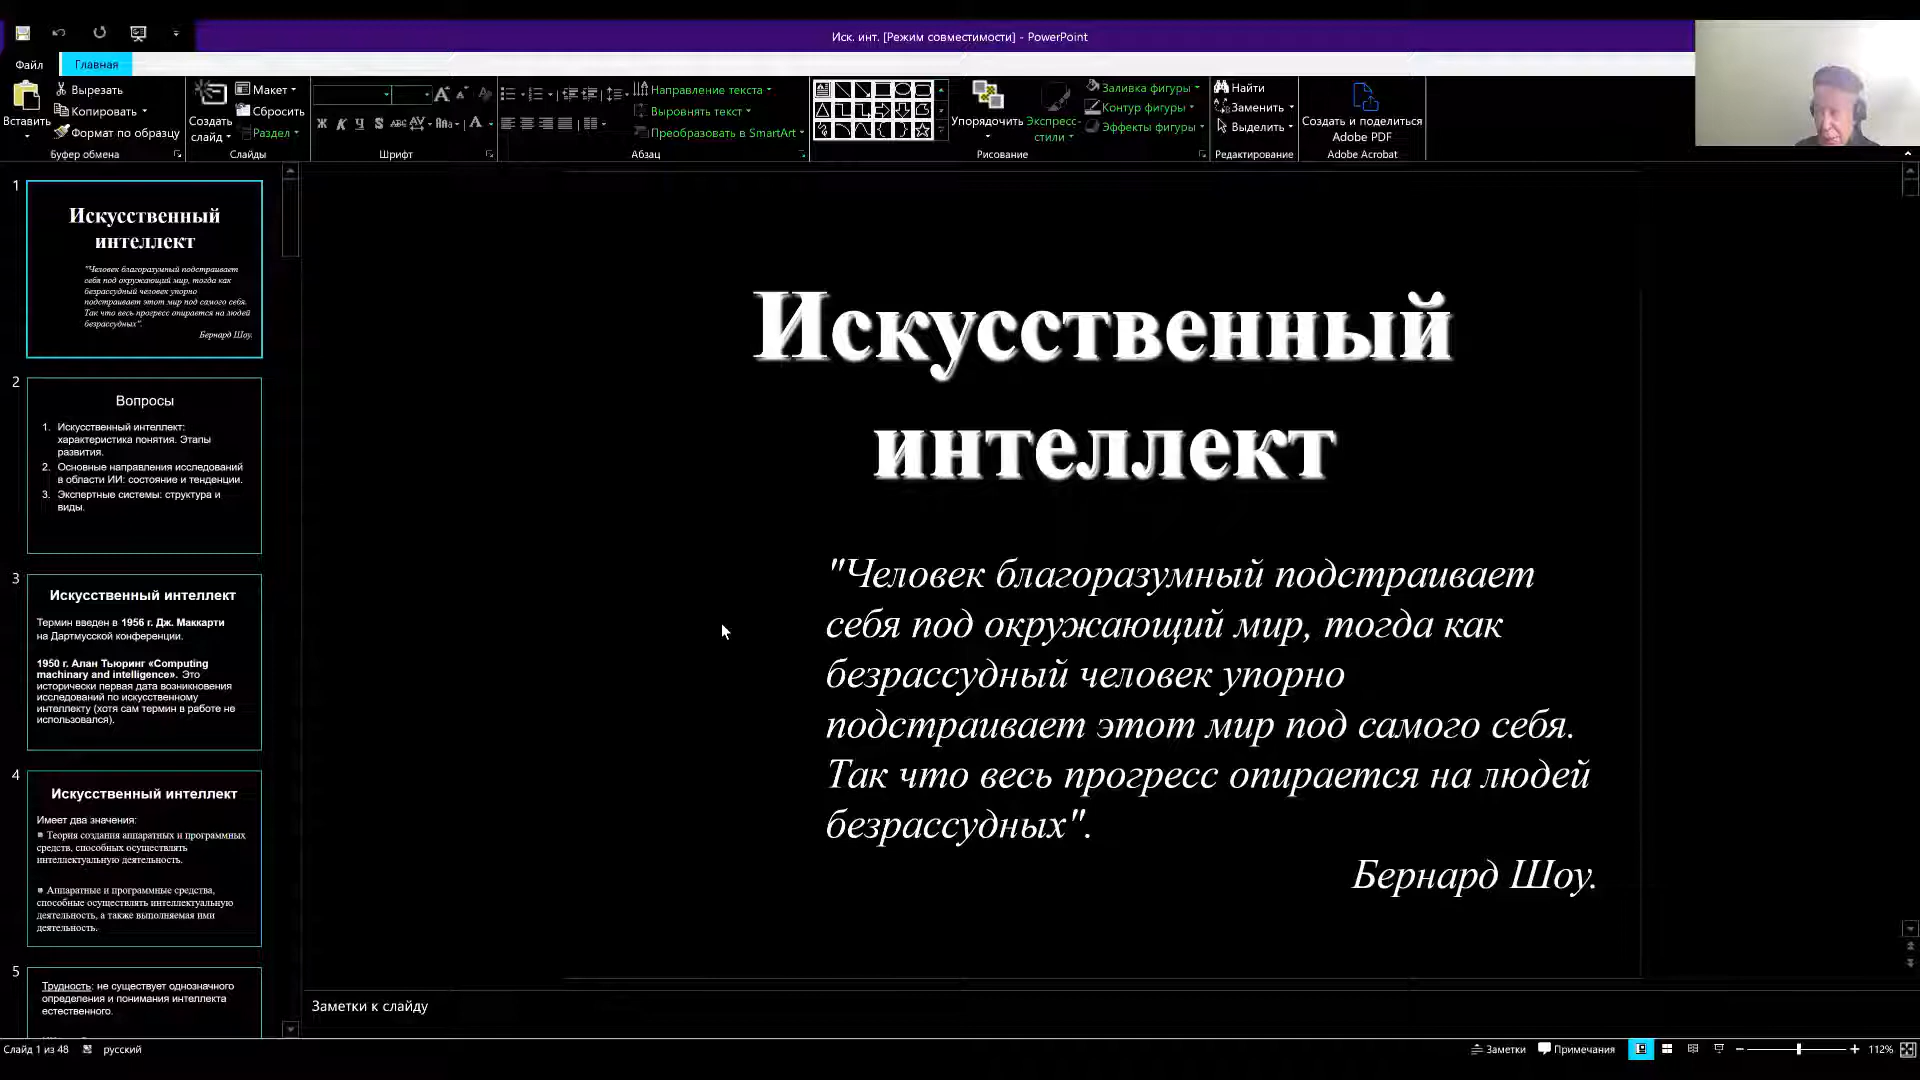 Иск. инт. [Режим совместимости] - PowerPoint
Файл
Главная
Вставить
Вырезать
Копировать
Формат по образцу
Буфер обмена
Создать
слайд
Макет
Сбросить
Раздел
Слайды
Ж К Ч S ABC AV Aa A
Шрифт
Направление текста
Выровнять текст
Преобразовать в SmartArt
Абзац
Упорядочить
Экспресс-
стили
Заливка фигуры
Контур фигуры
Эффекты фигуры
Рисование
Найти
Заменить
Выделить
Редактирование
Создать и поделиться
Adobe PDF
Adobe Acrobat
1
Искусственный
интеллект
"Человек благоразумный подстраивает
себя под окружающий мир, тогда как
безрассудный человек упорно
подстраивает этот мир под самого себя.
Так что весь прогресс опирается на людей
безрассудных".
Бернард Шоу.
2
Вопросы
1. Искусственный интеллект:
характеристика понятия. Этапы
развития.
2. Основные направления исследований
в области ИИ: состояние и тенденции.
3. Экспертные системы: структура и
виды.
3
Искусственный интеллект
Термин введен в 1956 г. Дж. Маккарти
на Дартмусской конференции.
1950 г. Алан Тьюринг «Computing
machinary and intelligence». Это
исторически первая дата возникновения
исследований по искусственному
интеллекту (хотя сам термин в работе не
использовался).
4
Искусственный интеллект
Имеет два значения:
Теория создания аппаратных и программных
средств, способных осуществлять
интеллектуальную деятельность.
Аппаратные и программные средства,
способные осуществлять интеллектуальную
деятельность, а также выполняемая ими
деятельность.
5
Трудность: не существует однозначного
определения и понимания интеллекта
естественного.
Искусственный
интеллект
"Человек благоразумный подстраивает
себя под окружающий мир, тогда как
безрассудный человек упорно
подстраивает этот мир под самого себя.
Так что весь прогресс опирается на людей
безрассудных".
Бернард Шоу.
Заметки к слайду
Слайд 1 из 48
русский
Заметки
Примечания
112%